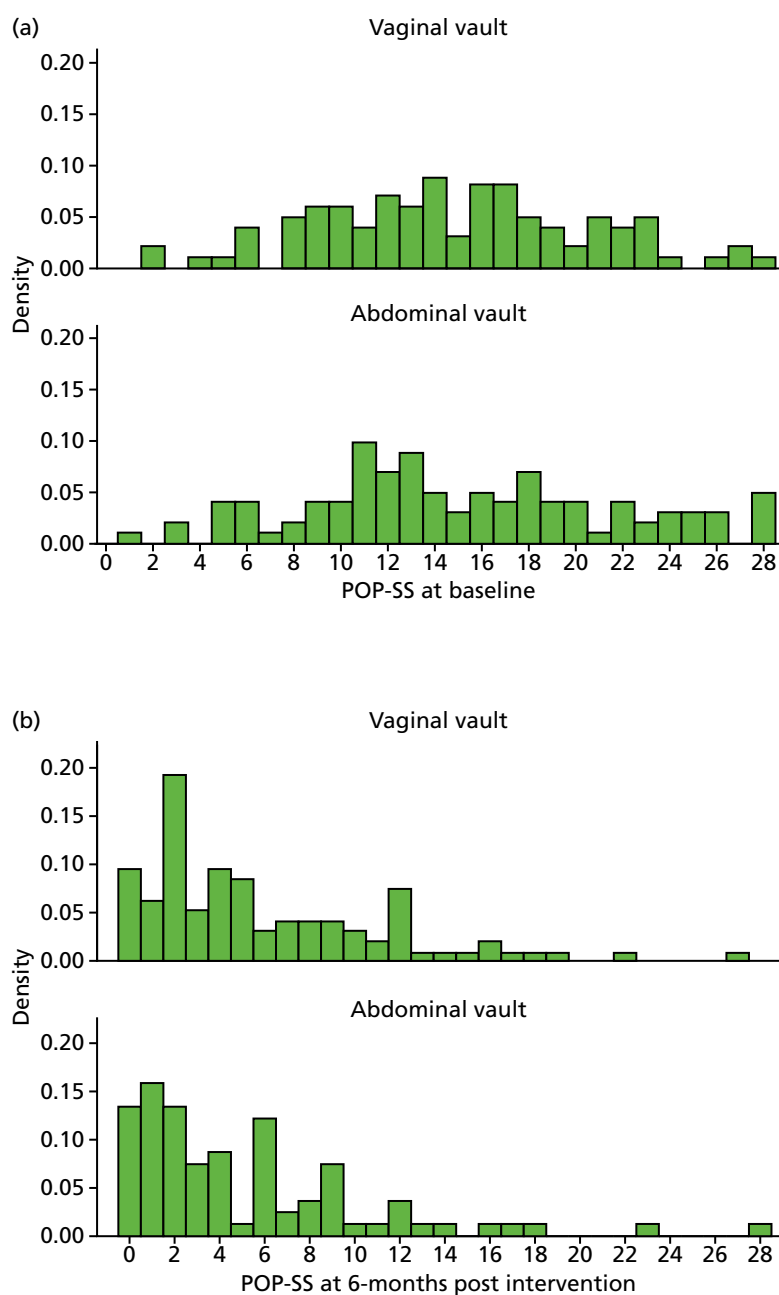 (a)
Vaginal vault
0.20
0.15
0.10
0.05
0.00
Density
Abdominal vault
0.20
0.15
0.10
0.05
0.00
0 2 4 6 8 10 12 14 16 18 20 22 24 26 28
POP-SS at baseline
(b)
Vaginal vault
0.20
0.15
0.10
0.05
0.00
Density
Abdominal vault
0.20
0.15
0.10
0.05
0.00
0 2 4 6 8 10 12 14 16 18 20 22 24 26 28
POP-SS at 6-months post intervention